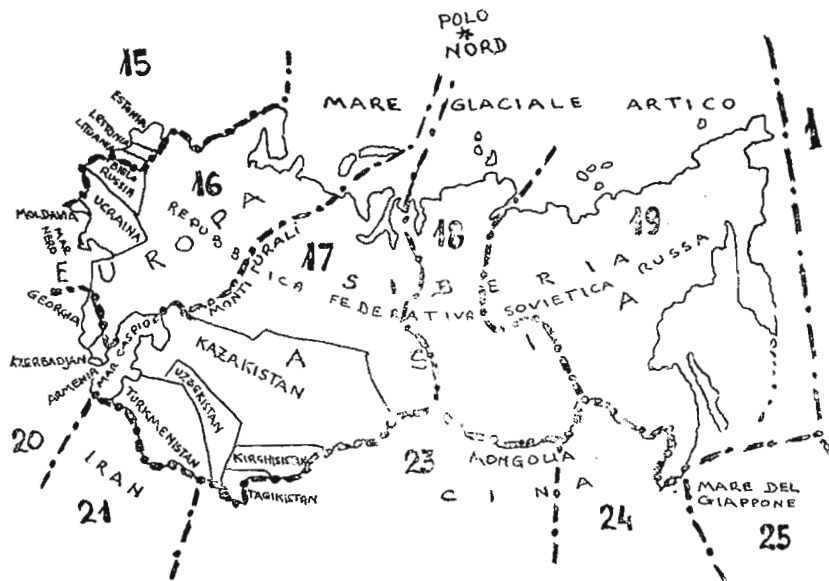 POLO
NORD
15
MARE GLACIALE ARTICO
1
ESTONIA
LETTONIA
LITUANIA
BIELO
RUSSIA
16
MOLDAVIA
UCRAINA
MAR
NERO
EUROPA
REPUBBLICA FEDERATIVA SOVIETICA RUSSA
17
18
19
SIBERIA
MONTI URALI
GEORGIA
AZERBADJAN
ARMENIA
MAR CASPIO
KAZAKISTAN
ASIA
UZBEKISTAN
TURKMENISTAN
KIRGHISISTAN
TAGIKISTAN
20
IRAN
21
23
MONGOLIA
CINA
24
MARE DEL
GIAPPONE
25